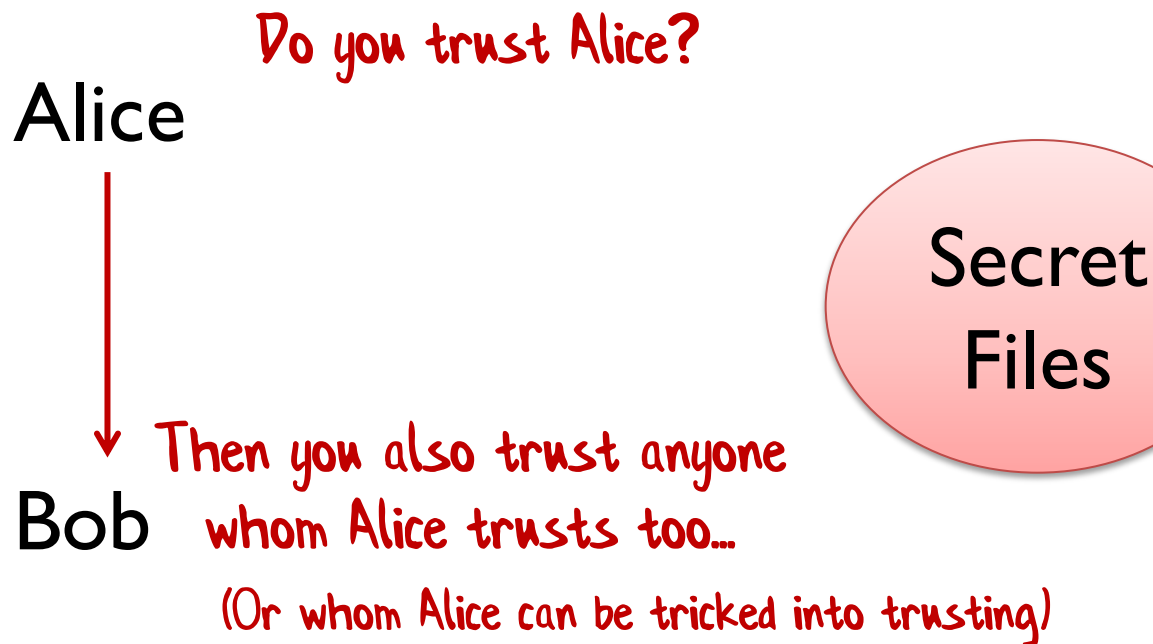 Do you trust Alice?
Alice
Secret
Files
Then you also trust anyone
Bob
whom Alice trusts too...
(Or whom Alice can be tricked into trusting)